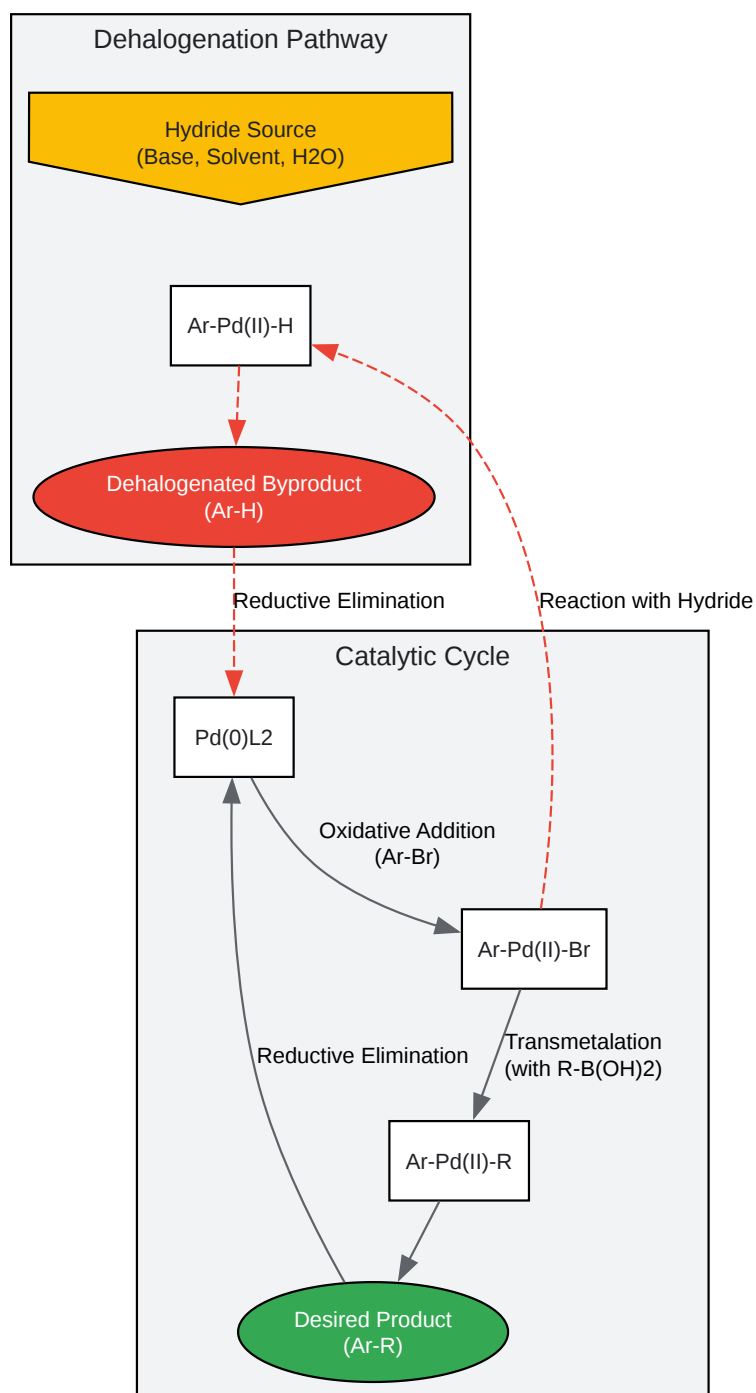 Dehalogenation Pathway
Hydride Source
(Base, Solvent, H2O)
Ar-Pd(II)-H
Dehalogenated Byproduct
(Ar-H)
Reductive Elimination
Reaction with Hydride
Catalytic Cycle
Pd(0)L2
Oxidative Addition
(Ar-Br)
Ar-Pd(II)-Br
Transmetalation
(with R-B(OH)2)
Reductive Elimination
Ar-Pd(II)-R
Desired Product
(Ar-R)